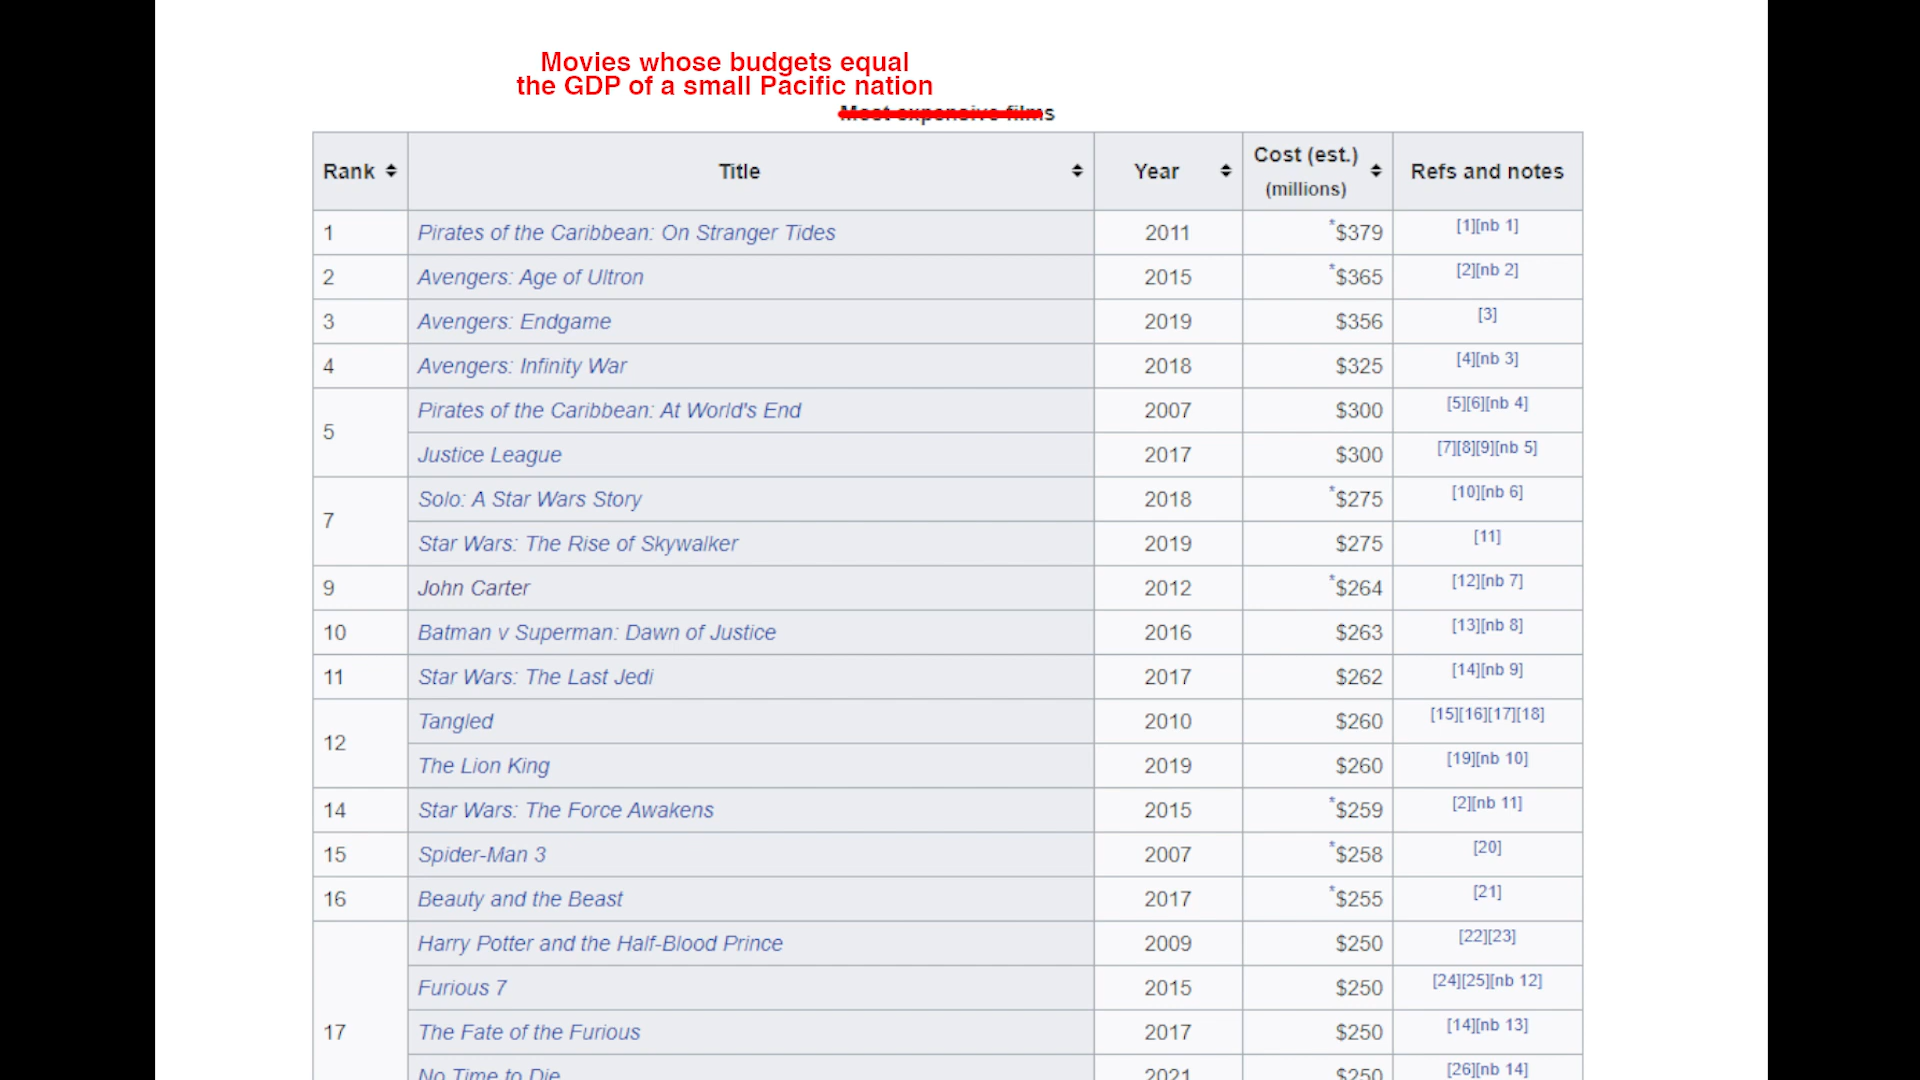 Movies whose budgets equal
the GDP of a small Pacific nation
Most expensive films
Rank Title Year Cost (est.) (millions) Refs and notes
1 Pirates of the Caribbean: On Stranger Tides 2011 *$379 [1][nb 1]
2 Avengers: Age of Ultron 2015 *$365 [2][nb 2]
3 Avengers: Endgame 2019 $356 [3]
4 Avengers: Infinity War 2018 $325 [4][nb 3]
5 Pirates of the Caribbean: At World's End 2007 $300 [5][6][nb 4]
Justice League 2017 $300 [7][8][9][nb 5]
7 Solo: A Star Wars Story 2018 *$275 [10][nb 6]
Star Wars: The Rise of Skywalker 2019 $275 [11]
9 John Carter 2012 *$264 [12][nb 7]
10 Batman v Superman: Dawn of Justice 2016 $263 [13][nb 8]
11 Star Wars: The Last Jedi 2017 $262 [14][nb 9]
12 Tangled 2010 $260 [15][16][17][18]
The Lion King 2019 $260 [19][nb 10]
14 Star Wars: The Force Awakens 2015 *$259 [2][nb 11]
15 Spider-Man 3 2007 *$258 [20]
16 Beauty and the Beast 2017 *$255 [21]
17 Harry Potter and the Half-Blood Prince 2009 $250 [22][23]
Furious 7 2015 $250 [24][25][nb 12]
The Fate of the Furious 2017 $250 [14][nb 13]
No Time to Die 2021 $250 [26][nb 14]